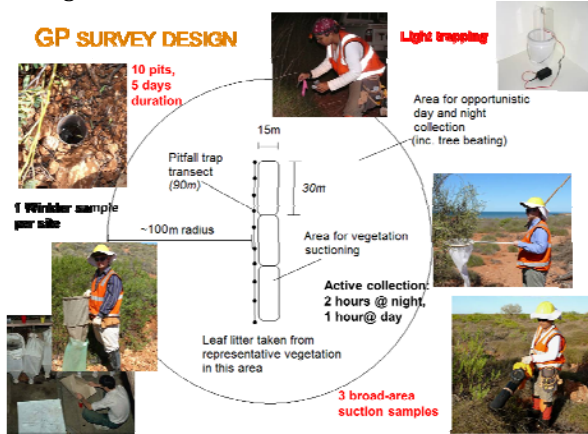 GP SURVEY DESIGN
Light trapping
10 pits,
5 days
duration
Area for opportunistic
day and night
collection
(inc. tree beating)
15m
Pitfall trap
transect
(90m)
30m
1 Winkler sample
per site
~100m radius
Area for vegetation
suctioning
Active collection:
2 hours @ night,
1 hour@ day
Leaf litter taken from
representative vegetation
in this area
3 broad-area
suction samples